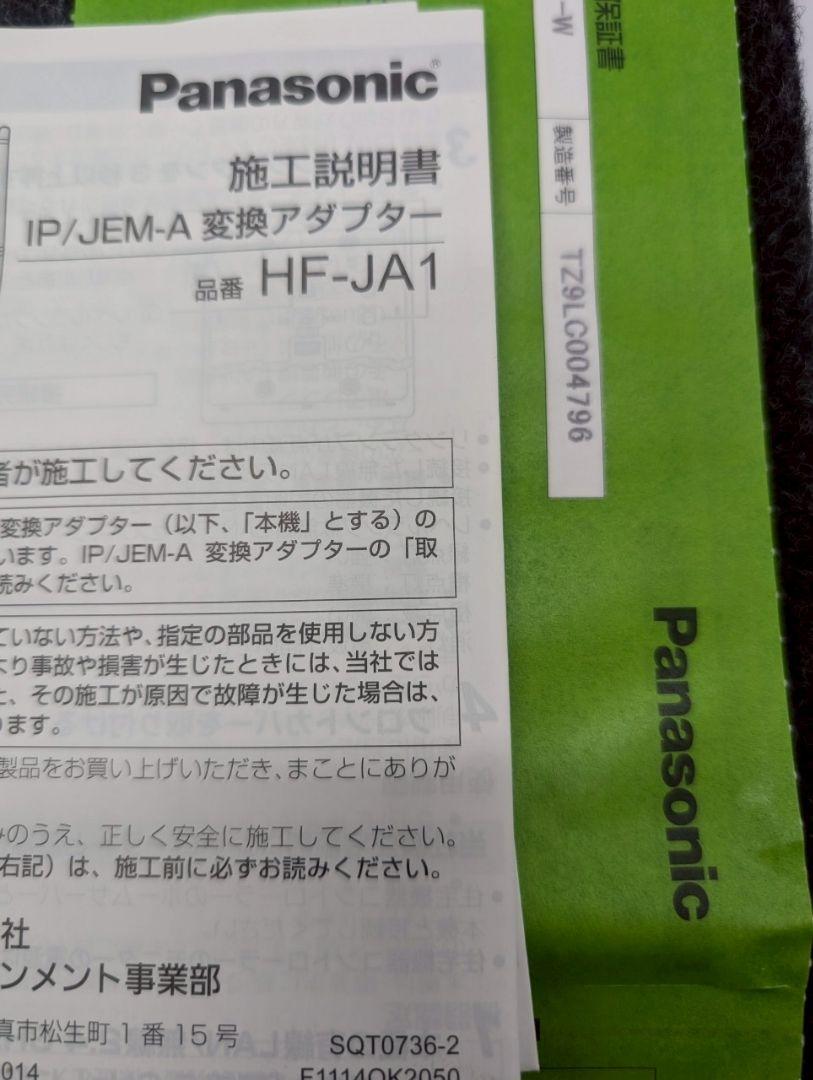 Panasonic®
施工説明書
IP/JEM-A 変換アダプター
品番 HF-JA1
者が施工してください。
変換アダプター（以下、「本機」とする）の
います。IP/JEM-A 変換アダプターの「取
読みください。
ていない方法や、指定の部品を使用しない方
より事故や損害が生じたときには、当社では
と、その施工が原因で故障が生じた場合は、
ります。
製品をお買い上げいただき、まことにありが
みのうえ、正しく安全に施工してください。
右記）は、施工前に必ずお読みください。
社
ンメント事業部
真市松生町 1 番 15 号
SQT0736-2
2014
F1114QK2050
保証書
-W
製造番号
TZ9LC004796
Panasonic